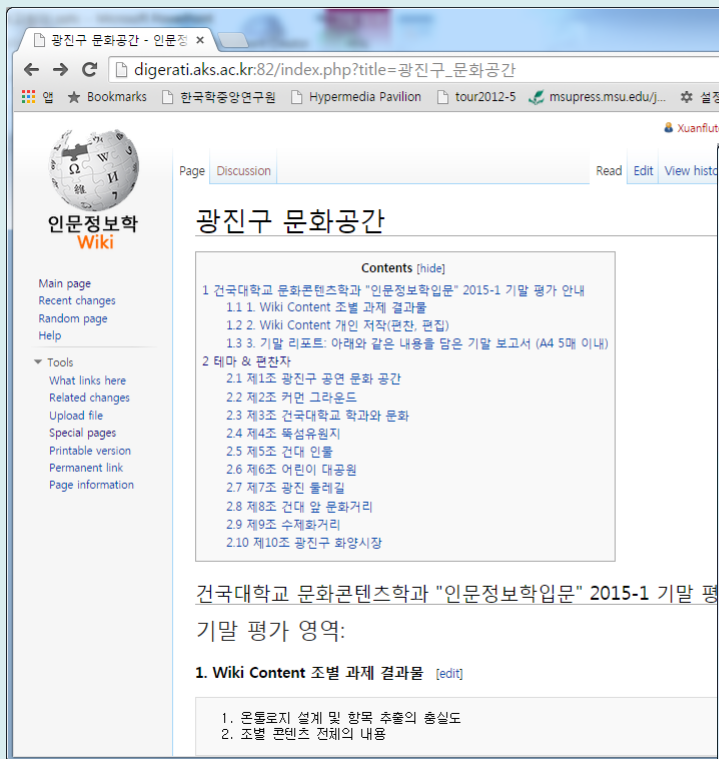 광진구 문화공간 - 인문정
digerati.aks.ac.kr:82/index.php?title=광진구_문화공간
앱 Bookmarks 한국학중앙연구원 Hypermedia Pavilion tour2012-5 msupress.msu.edu/j... 설정
Xuanflut
Page Discussion Read Edit View histo
인문정보학
Wiki
Main page
Recent changes
Random page
Help
Tools
What links here
Related changes
Upload file
Special pages
Printable version
Permanent link
Page information
광진구 문화공간
Contents [hide]
1 건국대학교 문화콘텐츠학과 "인문정보학입문" 2015-1 기말 평가 안내
1.1 1. Wiki Content 조별 과제 결과물
1.2 2. Wiki Content 개인 저작(편찬, 편집)
1.3 3. 기말 리포트: 아래와 같은 내용을 담은 기말 보고서 (A4 5매 이내)
2 테마 & 편찬자
2.1 제1조 광진구 공연 문화 공간
2.2 제2조 커먼 그라운드
2.3 제3조 건국대학교 학과와 문화
2.4 제4조 뚝섬유원지
2.5 제5조 건대 인물
2.6 제6조 어린이 대공원
2.7 제7조 광진 둘레길
2.8 제8조 건대 앞 문화거리
2.9 제9조 수제화거리
2.10 제10조 광진구 화양시장
건국대학교 문화콘텐츠학과 "인문정보학입문" 2015-1 기말 평
기말 평가 영역:
1. Wiki Content 조별 과제 결과물 [edit]
1. 온톨로지 설계 및 항목 추출의 충실도
2. 조별 콘텐츠 전체의 내용